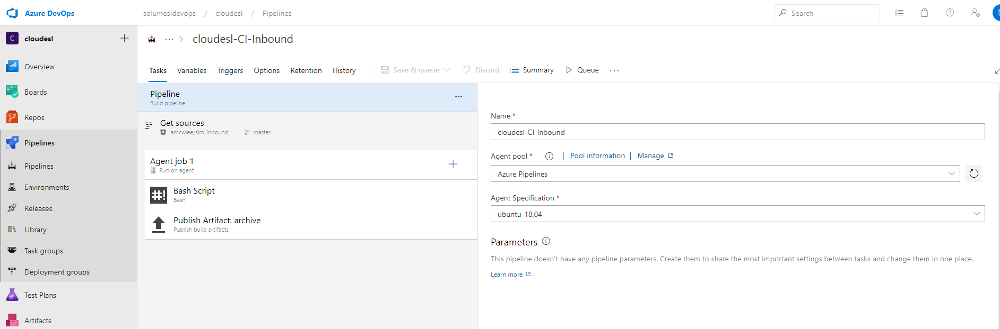 Azure DevOps
solumesldevops / cloudesl / Pipelines
Search
C cloudesl
Overview
Boards
Repos
Pipelines
Pipelines
Environments
Releases
Library
Task groups
Deployment groups
Test Plans
Artifacts
··· > cloudesl-CI-Inbound
Tasks Variables Triggers Options Retention History Save & queue Discard Summary Queue ···
Pipeline ···
Build pipeline
Get sources
iamcwlee/slm-inbound master
Agent job 1
Run on agent
#! Bash Script
Bash
Publish Artifact: archive
Publish build artifacts
Name *
cloudesl-CI-Inbound
Agent pool * | Pool information | Manage
Azure Pipelines
Agent Specification *
ubuntu-18.04
Parameters
This pipeline doesn't have any pipeline parameters. Create them to share the most important settings between tasks and change them in one place.
Learn more